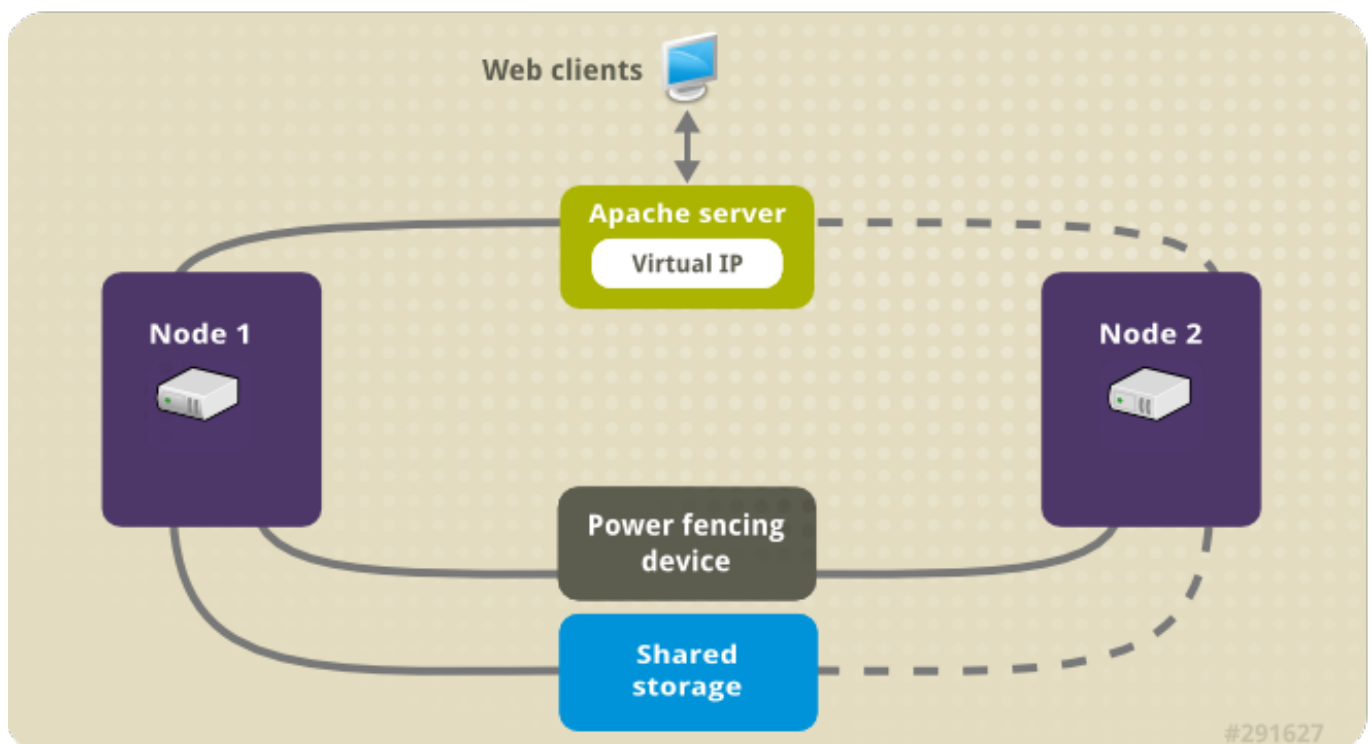 Web clients
Apache server
Virtual IP
Node 1
Node 2
Power fencing
device
Shared
storage
#291627